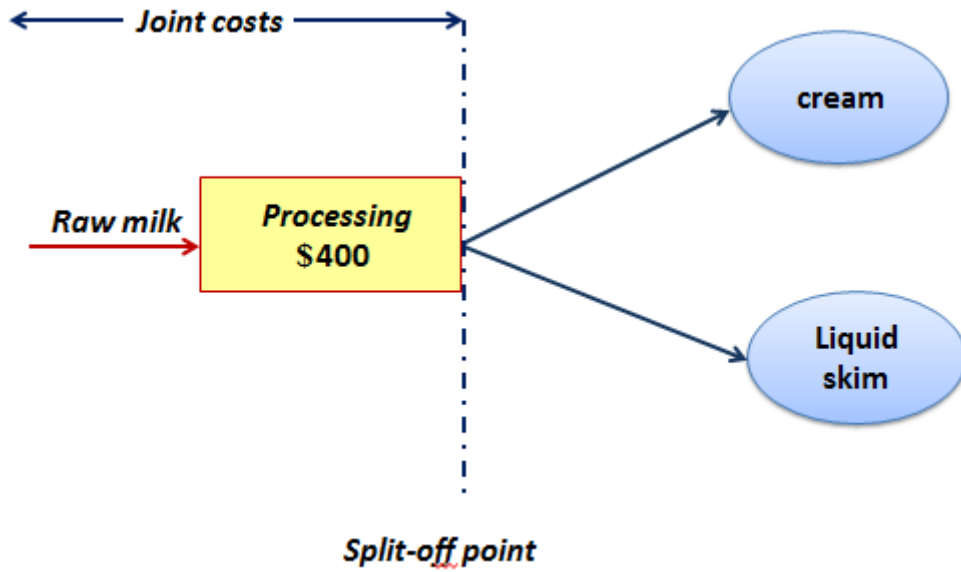 Joint costs
cream
Raw milk
Processing
$400
Liquid
skim
Split-off point